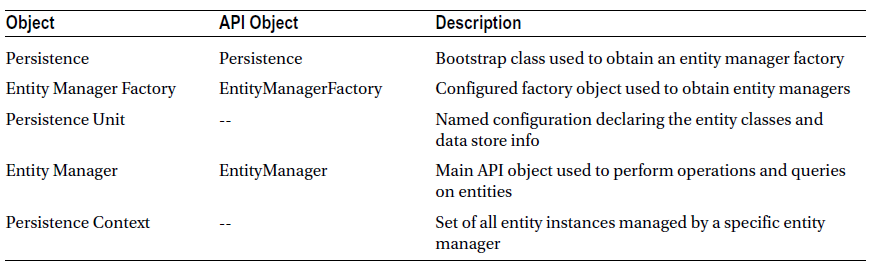 Object API Object Description
Persistence Persistence Bootstrap class used to obtain an entity manager factory
Entity Manager Factory EntityManagerFactory Configured factory object used to obtain entity managers
Persistence Unit -- Named configuration declaring the entity classes and
data store info
Entity Manager EntityManager Main API object used to perform operations and queries
on entities
Persistence Context -- Set of all entity instances managed by a specific entity
manager